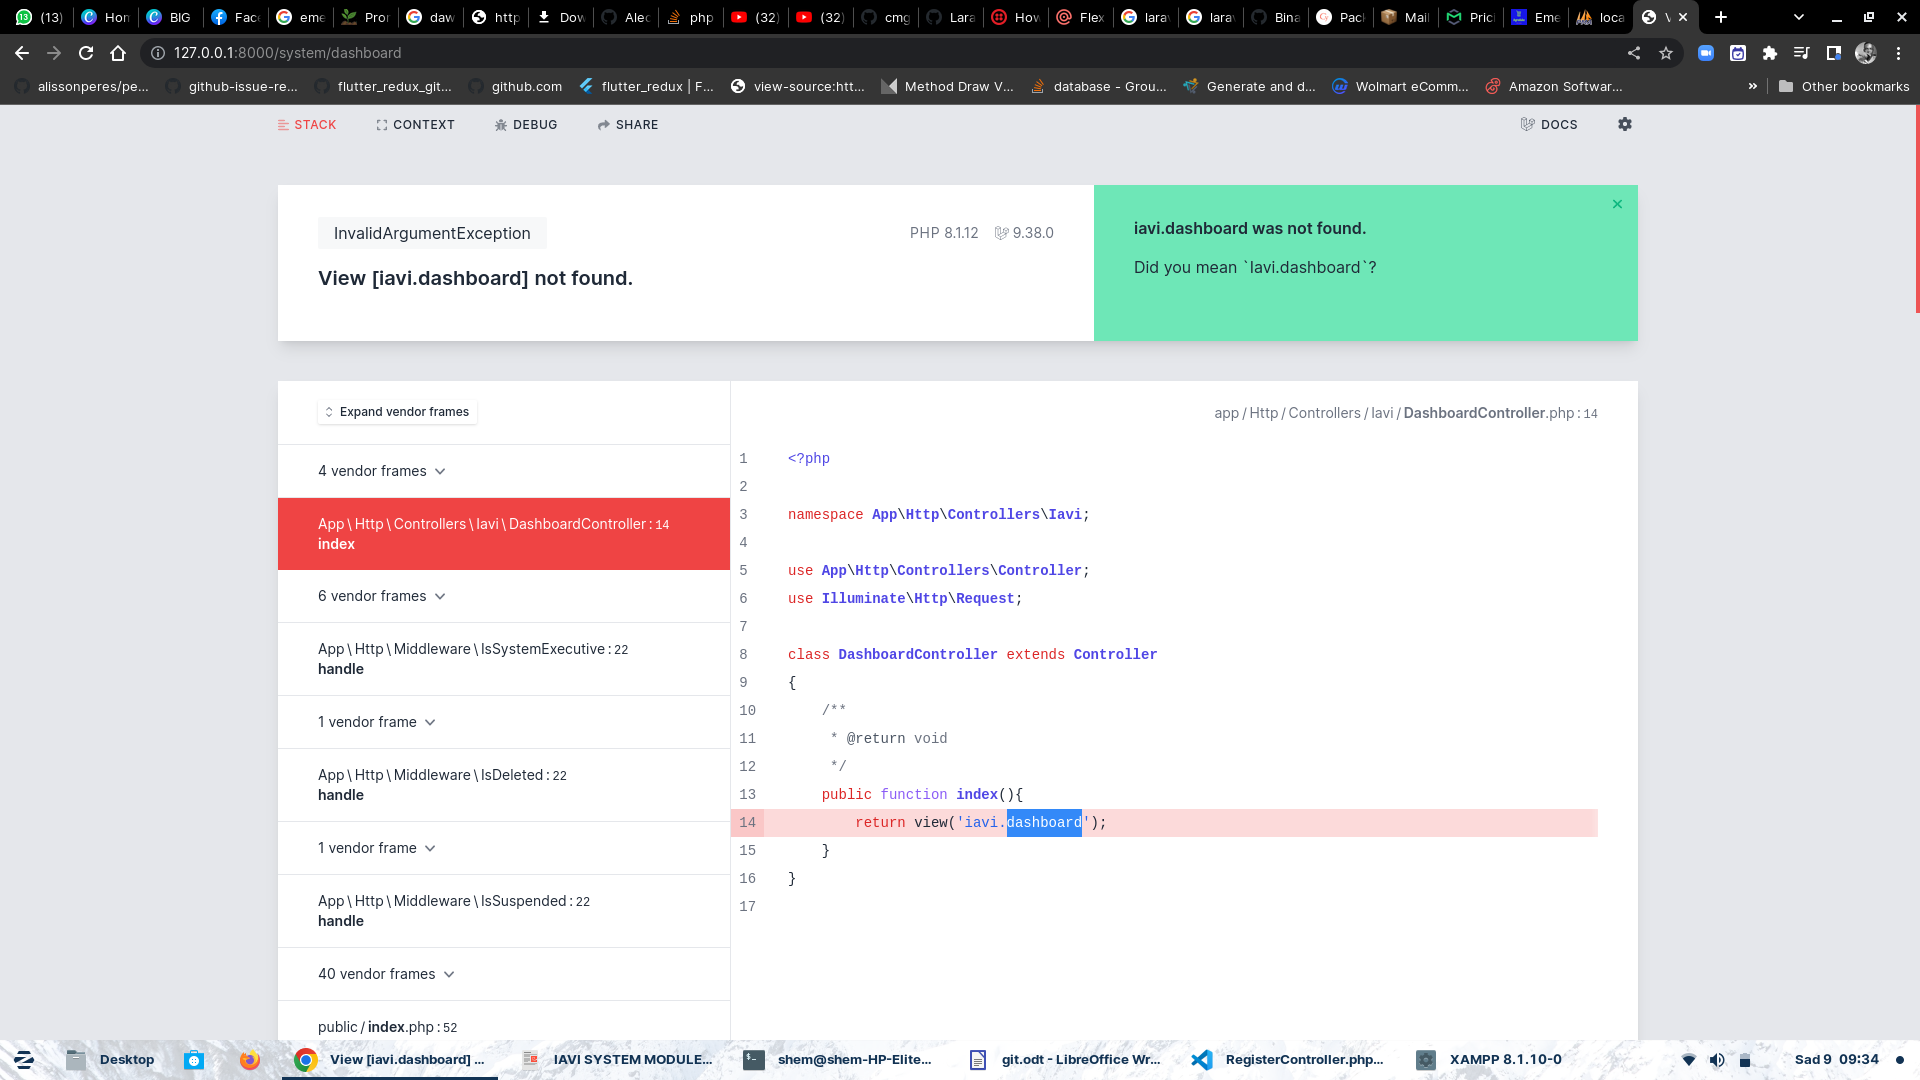 (13) Hon BIG Face eme Pror daw http Dow Alec php (32) (32) cmg Lara How Flex larav larav Bina Pack Mail Prici Eme loca
127.0.0.1:8000/system/dashboard
alissonperes/pe... github-issue-re... flutter_redux_git... github.com flutter_redux | F... view-source:htt... Method Draw V... database - Grou... Generate and d... Wolmart eComm... Amazon Softwar... » Other bookmarks
STACK CONTEXT DEBUG SHARE DOCS
InvalidArgumentException PHP 8.1.12 9.38.0
View [iavi.dashboard] not found.
iavi.dashboard was not found.
Did you mean `Iavi.dashboard`?
Expand vendor frames
4 vendor frames
App\Http\Controllers\Iavi\DashboardController:14
index
6 vendor frames
App\Http\Middleware\IsSystemExecutive:22
handle
1 vendor frame
App\Http\Middleware\IsDeleted:22
handle
1 vendor frame
App\Http\Middleware\IsSuspended:22
handle
40 vendor frames
public/index.php:52
app/Http/Controllers/Iavi/DashboardController.php:14
1 <?php
2
3 namespace App\Http\Controllers\Iavi;
4
5 use App\Http\Controllers\Controller;
6 use Illuminate\Http\Request;
7
8 class DashboardController extends Controller
9 {
10 /**
11 * @return void
12 */
13 public function index(){
14 return view('iavi.dashboard');
15 }
16 }
17
Desktop View [iavi.dashboard] ... IAVI SYSTEM MODULE... shem@shem-HP-Elite... git.odt - LibreOffice Wr... RegisterController.php... XAMPP 8.1.10-0 Sad 9 09:34